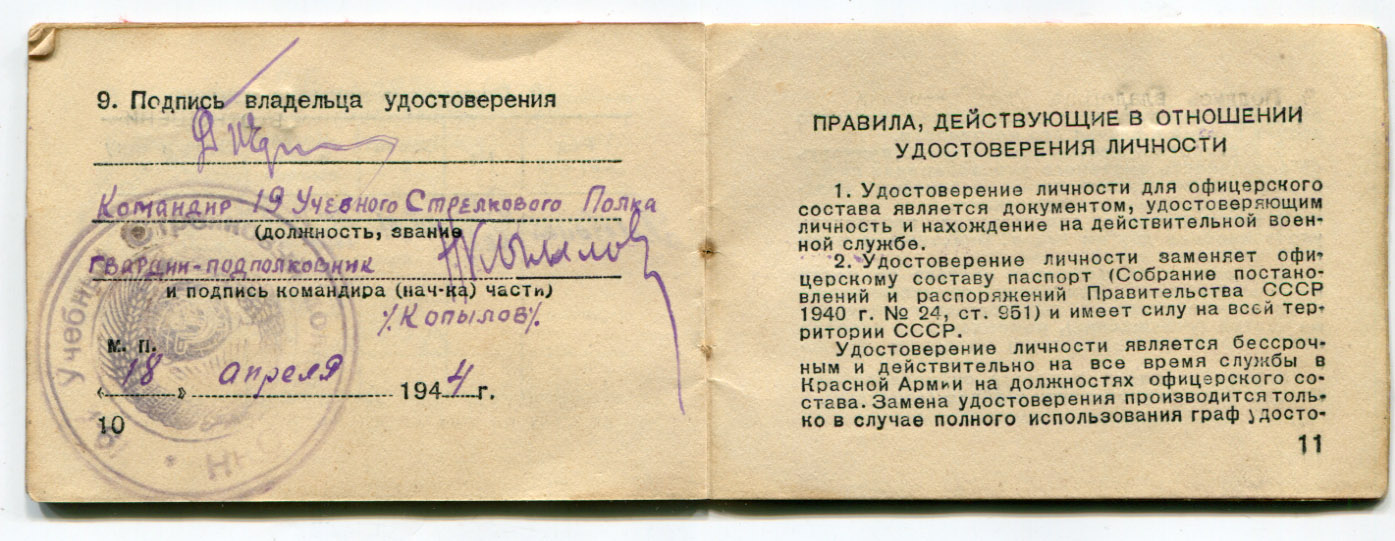 9. Подпись владельца удостоверения
Командир 19 Учебного Стрелкового Полка
(должность, звание
гвардии-подполковник
и подпись командира (нач-ка) части)
/Копылов/.
м. п.
«18» апреля 1944 г.
10
Учебный
ПРАВИЛА, ДЕЙСТВУЮЩИЕ В ОТНОШЕНИИ
УДОСТОВЕРЕНИЯ ЛИЧНОСТИ
1. Удостоверение личности для офицерского
состава является документом, удостоверяющим
личность и нахождение на действительной воен-
ной службе.
2. Удостоверение личности заменяет офи-
церскому составу паспорт (Собрание постано-
влений и распоряжений Правительства СССР
1940 г. № 24, ст. 951) и имеет силу на всей тер-
ритории СССР.
Удостоверение личности является бессроч-
ным и действительно на все время службы в
Красной Армии на должностях офицерского со-
става. Замена удостоверения производится толь-
ко в случае полного использования граф удосто-
11